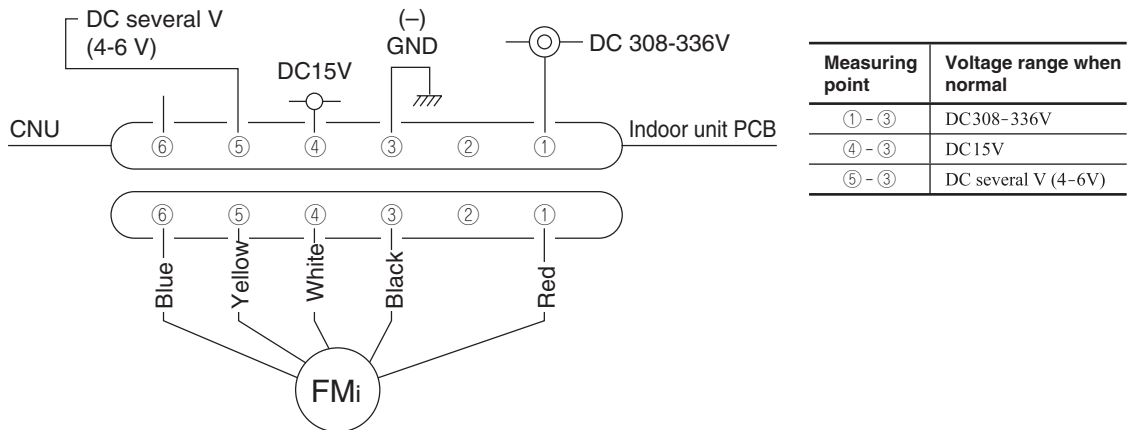 DC several V
(4-6 V)
(–)
GND
DC 308-336V
DC15V
CNU
Indoor unit PCB
⑥ ⑤ ④ ③ ② ①
⑥ ⑤ ④ ③ ② ①
Blue
Yellow
White
Black
Red
FMi
Measuring point | Voltage range when normal
①-③ DC308-336V
④-③ DC15V
⑤-③ DC several V (4-6V)